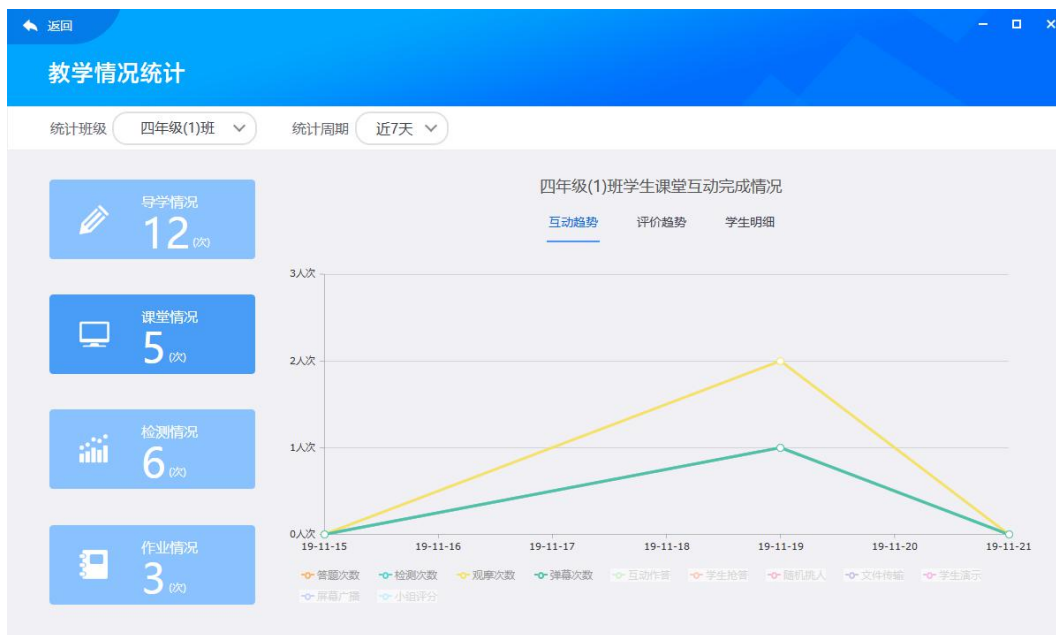 返回
教学情况统计
统计班级 四年级(1)班 统计周期 近7天
导学情况
12(次)
课堂情况
5(次)
检测情况
6(次)
作业情况
3(次)
四年级(1)班学生课堂互动完成情况
互动趋势 评价趋势 学生明细
3人次
2人次
1人次
0人次
19-11-15 19-11-16 19-11-17 19-11-18 19-11-19 19-11-20 19-11-21
答题次数 检测次数 观摩次数 弹幕次数 互动作答 学生抢答 随机挑人 文件传输 学生演示
屏幕广播 小组评分